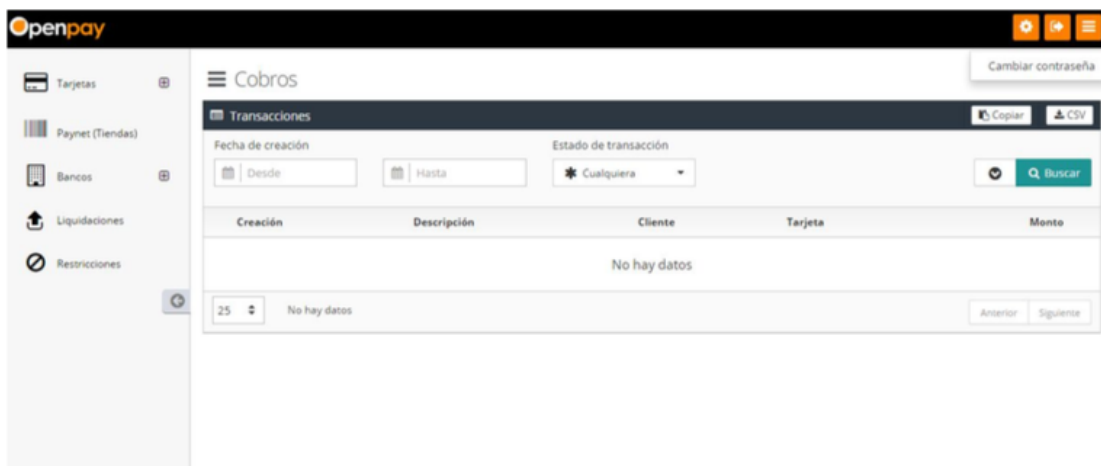 Openpay
Cambiar contraseña
Tarjetas
Paynet (Tiendas)
Bancos
Liquidaciones
Restricciones
Cobros
Transacciones
Copiar
CSV
Fecha de creación
Estado de transacción
Desde
Hasta
Cualquiera
Buscar
Creación Descripción Cliente Tarjeta Monto
No hay datos
25 No hay datos
Anterior Siguiente